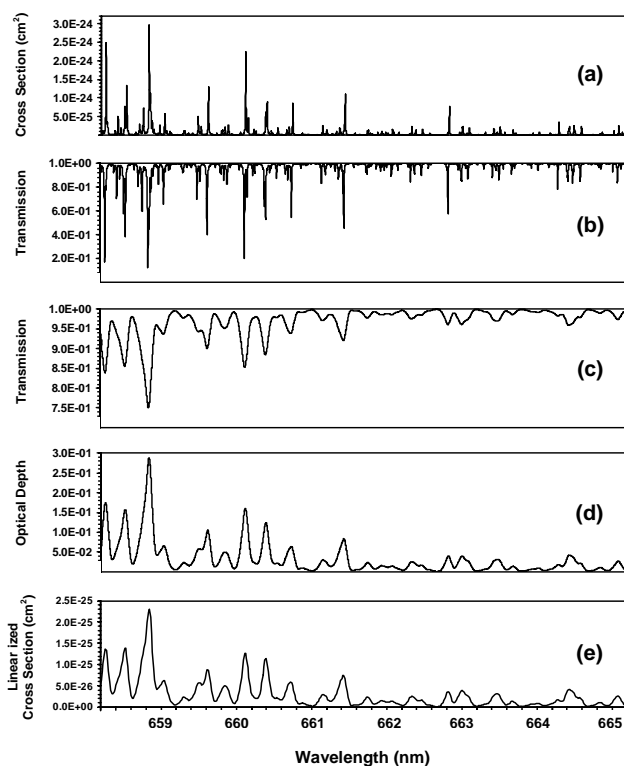 Cross Section (cm²)
3.0E-24
2.5E-24
2.0E-24
1.5E-24
1.0E-24
5.0E-25
(a)
Transmission
1.0E+00
8.0E-01
6.0E-01
4.0E-01
2.0E-01
(b)
Transmission
1.0E+00
9.5E-01
9.0E-01
8.5E-01
8.0E-01
7.5E-01
(c)
Optical Depth
3.0E-01
2.5E-01
2.0E-01
1.5E-01
1.0E-01
5.0E-02
(d)
Linear ized
Cross Section (cm²)
2.5E-25
2.0E-25
1.5E-25
1.0E-25
5.0E-26
0.0E+00
(e)
659 660 661 662 663 664 665
Wavelength (nm)